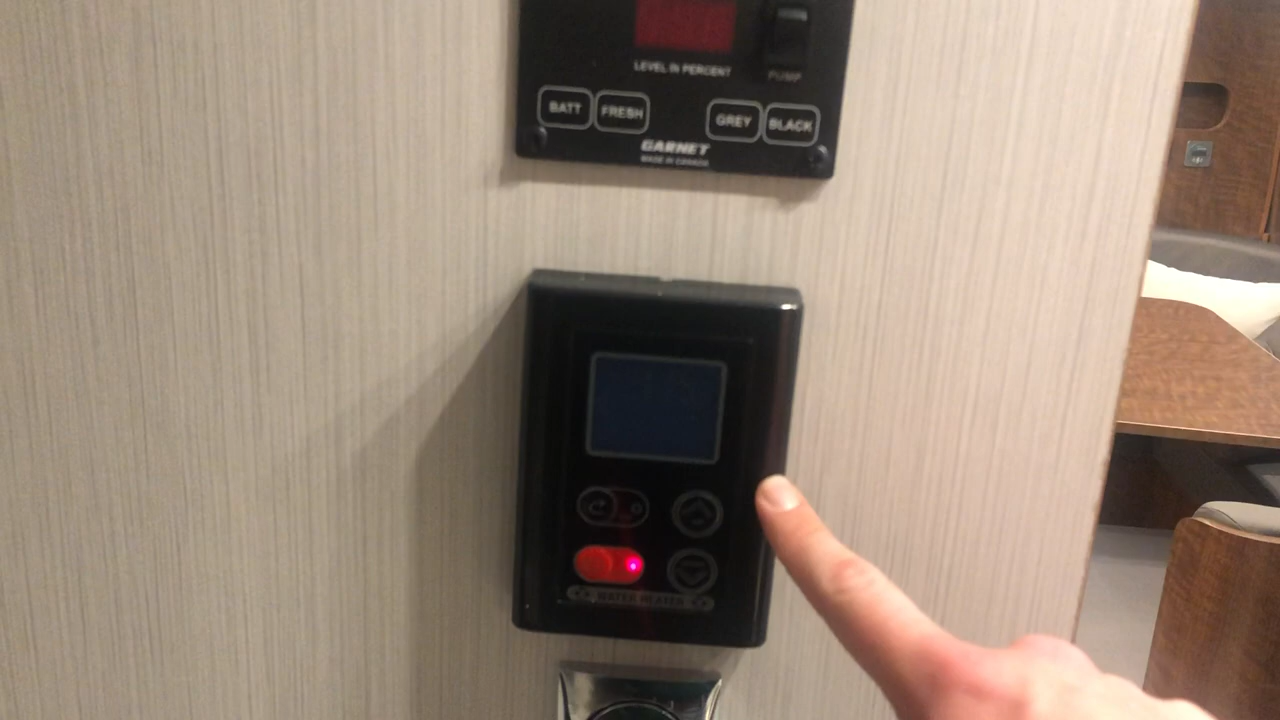 LEVEL IN PERCENT
PUMP
BATT FRESH GREY BLACK
GARNET
MADE IN CANADA
WATER HEATER